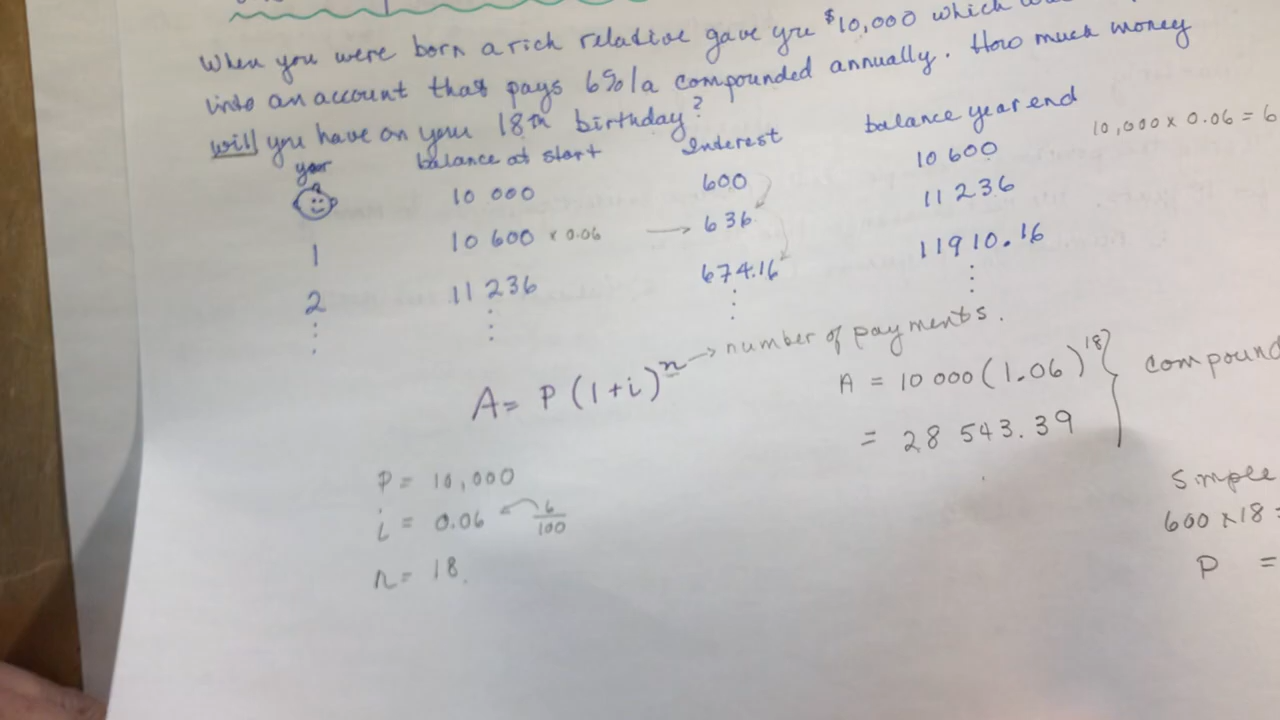 When you were born a rich relative gave you $10,000 which
into an account that pays 6%/a compounded annually. How much money
will you have on your 18th birthday?
year balance at start Interest balance year end 10,000 x 0.06 = 6
10 000 600 10 600
1 10 600 x 0.06 → 636 11 236
2 11 236 674.16 11910.16
⋮ ⋮ ⋮ ⋮
A = P(1+i)^n → number of payments.
A = 10 000(1.06)^18 } compound
= 28 543.39
P = 10,000
i = 0.06 ← 6/100
n = 18.
Simple
600 x 18 =
P =